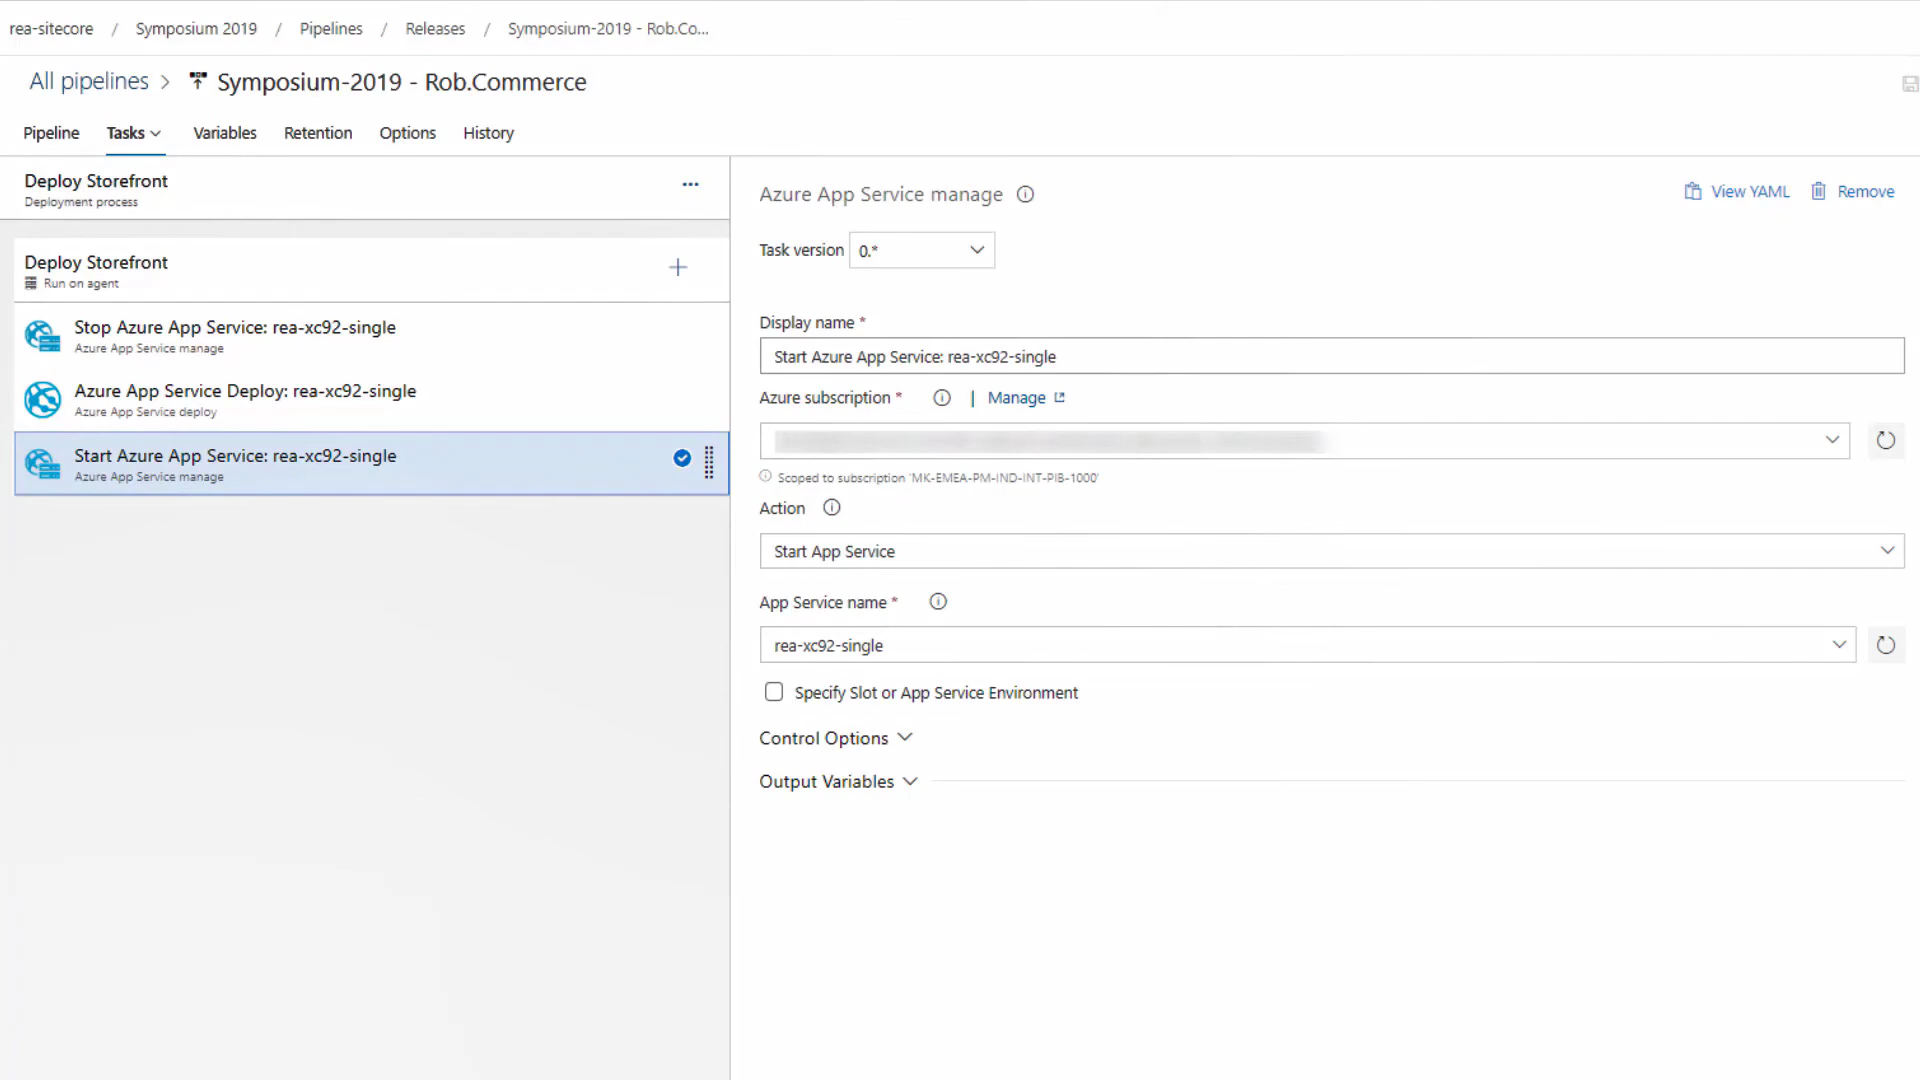 rea-sitecore / Symposium 2019 / Pipelines / Releases / Symposium-2019 - Rob.Co...
All pipelines > Symposium-2019 - Rob.Commerce
Pipeline Tasks Variables Retention Options History
Deploy Storefront
Deployment process
...
Deploy Storefront
Run on agent
Stop Azure App Service: rea-xc92-single
Azure App Service manage
Azure App Service Deploy: rea-xc92-single
Azure App Service deploy
Start Azure App Service: rea-xc92-single
Azure App Service manage
Azure App Service manage
View YAML Remove
Task version 0.*
Display name *
Start Azure App Service: rea-xc92-single
Azure subscription * | Manage
Scoped to subscription 'MK-EMEA-PM-IND-INT-PIB-1000'
Action
Start App Service
App Service name *
rea-xc92-single
Specify Slot or App Service Environment
Control Options
Output Variables